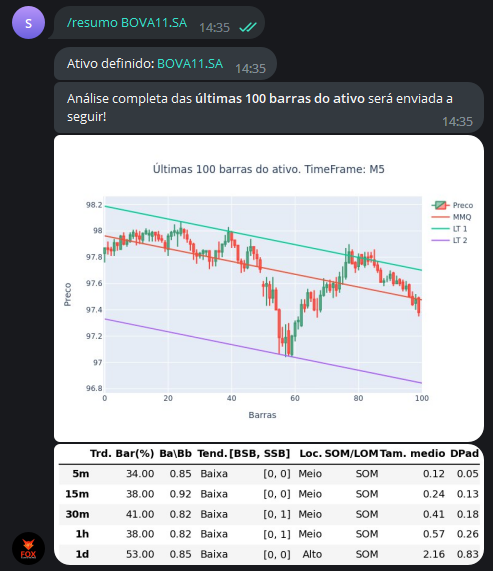 S
/resumo BOVA11.SA 14:35
Ativo definido: BOVA11.SA 14:35
Análise completa das últimas 100 barras do ativo será enviada a
seguir!
14:35
Últimas 100 barras do ativo. TimeFrame: M5
98.2
98
97.8
97.6
97.4
97.2
97
96.8
Preco
0 20 40 60 80 100
Barras
Preco
MMQ
LT 1
LT 2
Trd. Bar(%) Ba\Bb Tend. [BSB, SSB] Loc. SOM/LOM Tam. medio DPad
5m 34.00 0.85 Baixa [0, 0] Meio SOM 0.12 0.05
15m 38.00 0.92 Baixa [0, 0] Meio SOM 0.24 0.13
30m 41.00 0.82 Baixa [0, 1] Meio SOM 0.41 0.18
1h 38.00 0.82 Baixa [0, 1] Meio SOM 0.57 0.26
1d 53.00 0.85 Baixa [0, 0] Alto SOM 2.16 0.83
FOX